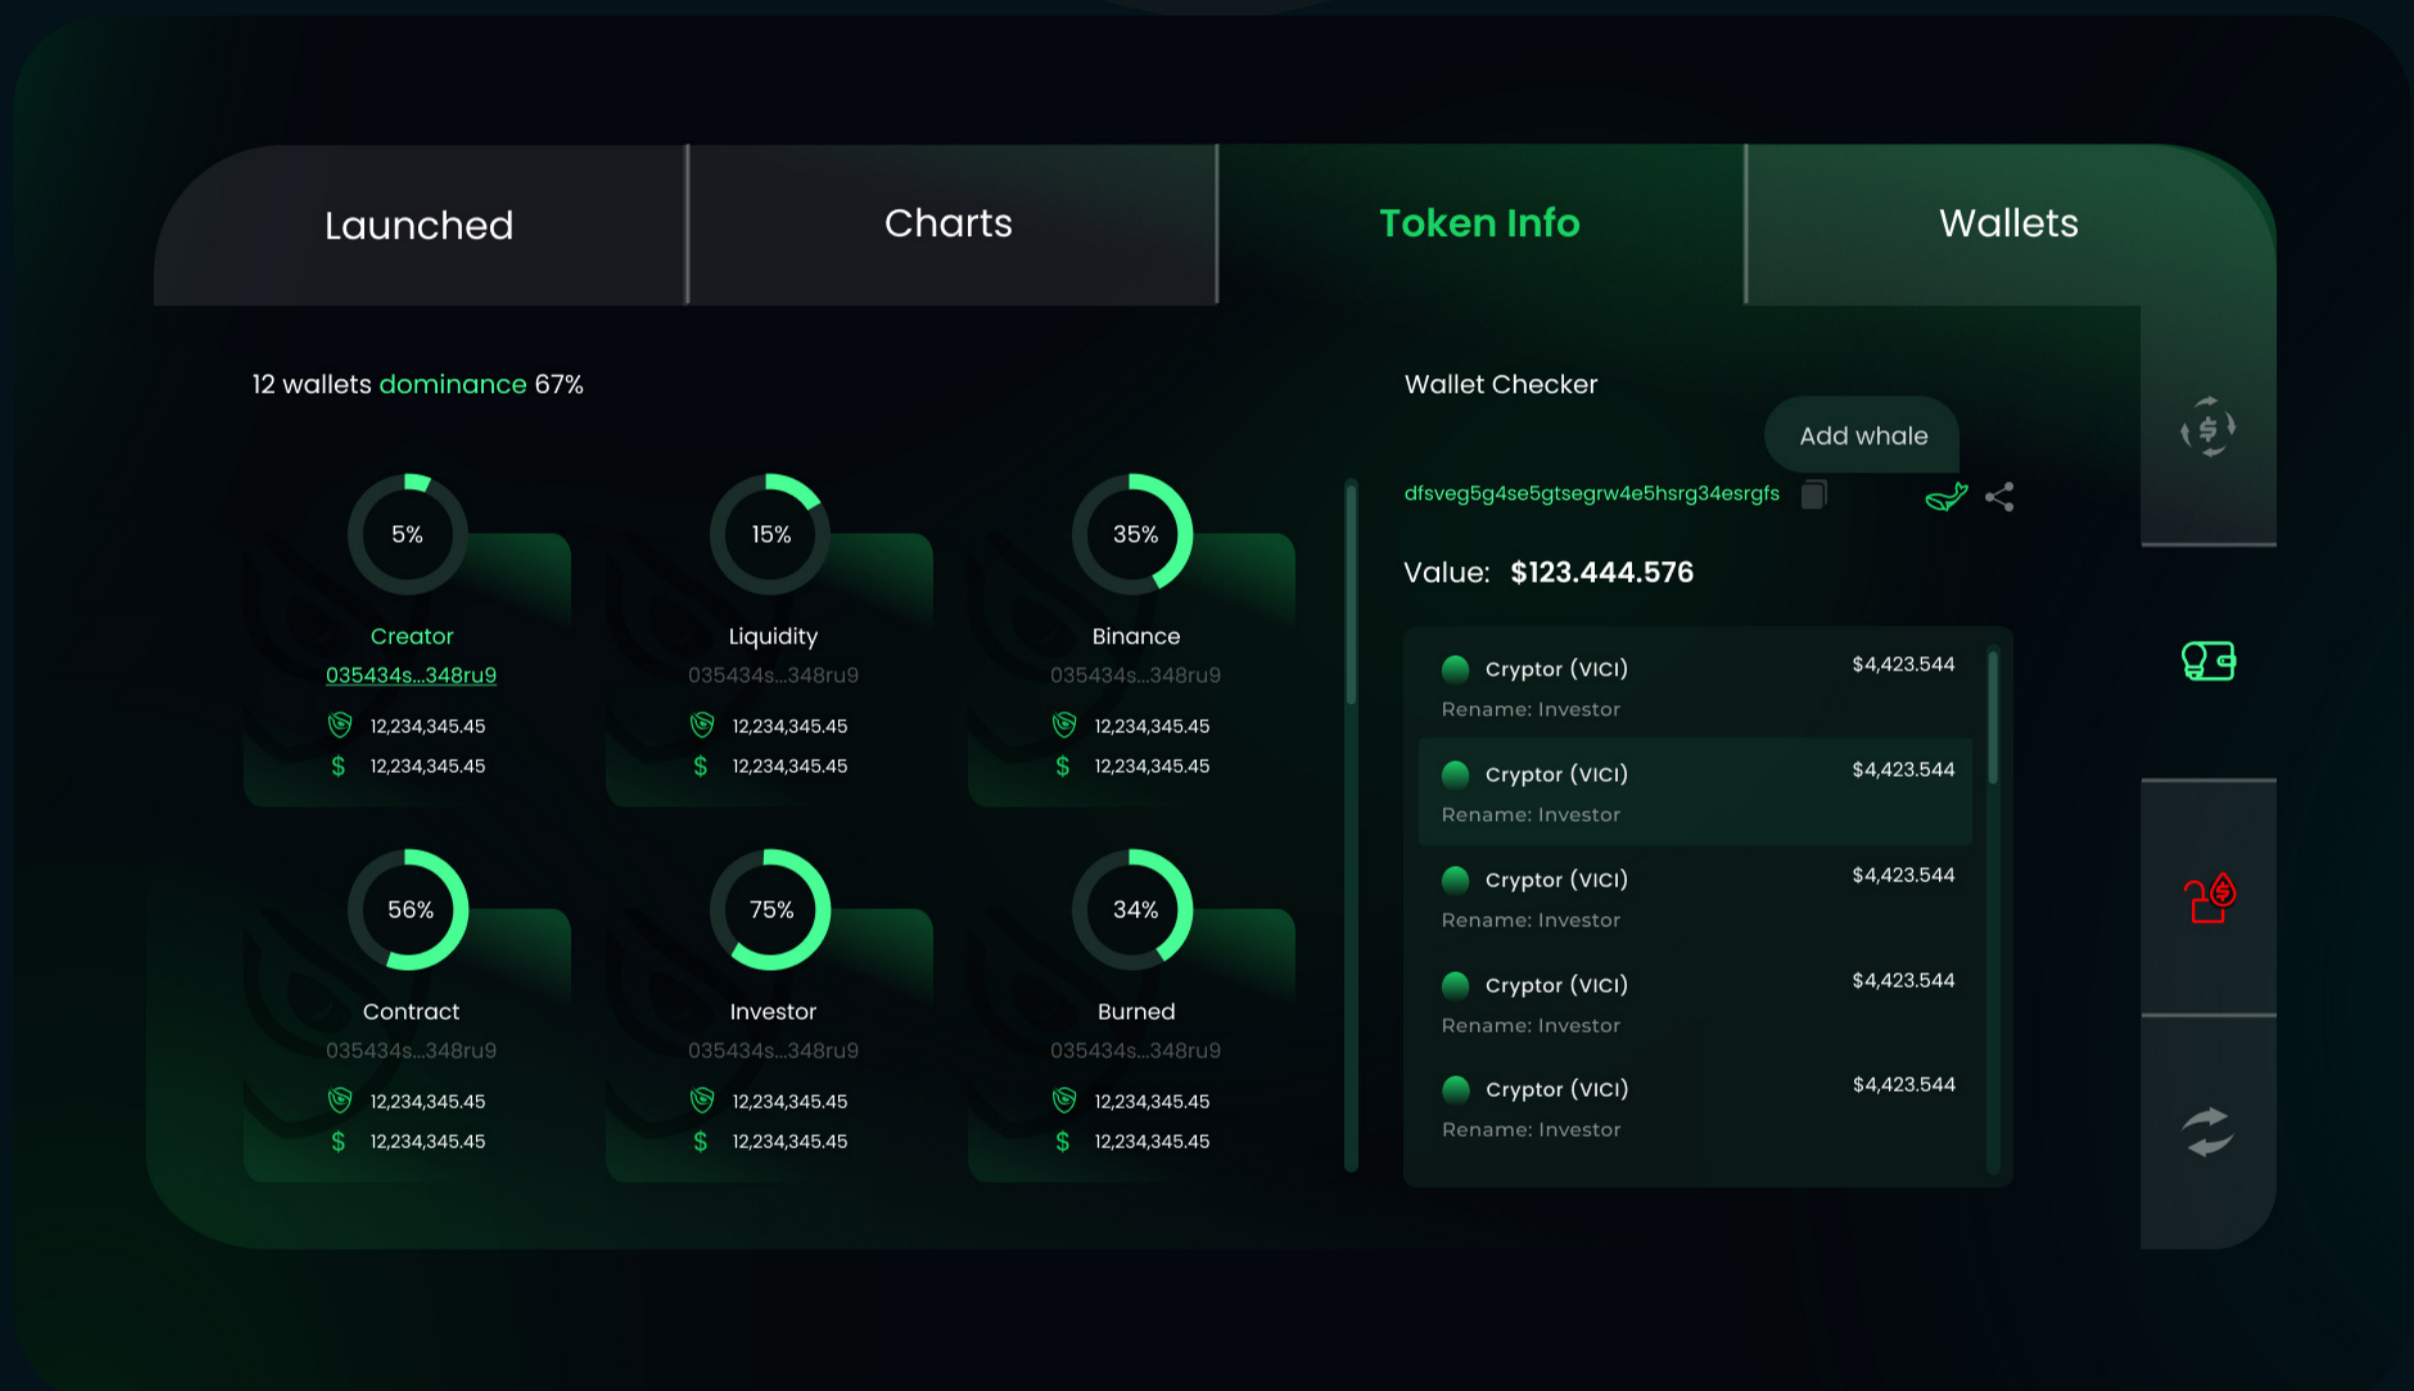 Launched
Charts
Token Info
Wallets
12 wallets dominance 67%
5%
Creator
035434s...348ru9
12,234,345.45
$ 12,234,345.45
15%
Liquidity
035434s...348ru9
12,234,345.45
$ 12,234,345.45
35%
Binance
035434s...348ru9
12,234,345.45
$ 12,234,345.45
56%
Contract
035434s...348ru9
12,234,345.45
$ 12,234,345.45
75%
Investor
035434s...348ru9
12,234,345.45
$ 12,234,345.45
34%
Burned
035434s...348ru9
12,234,345.45
$ 12,234,345.45
Wallet Checker
Add whale
dfsveg5g4se5gtsegrw4e5hsrg34esrgfs
Value: $123.444.576
Cryptor (VICI) $4,423.544
Rename: Investor
Cryptor (VICI) $4,423.544
Rename: Investor
Cryptor (VICI) $4,423.544
Rename: Investor
Cryptor (VICI) $4,423.544
Rename: Investor
Cryptor (VICI) $4,423.544
Rename: Investor